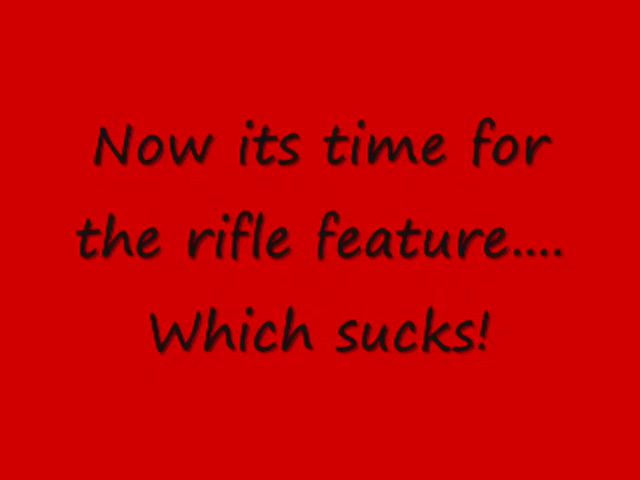 Now its time for
the rifle feature....
Which sucks!